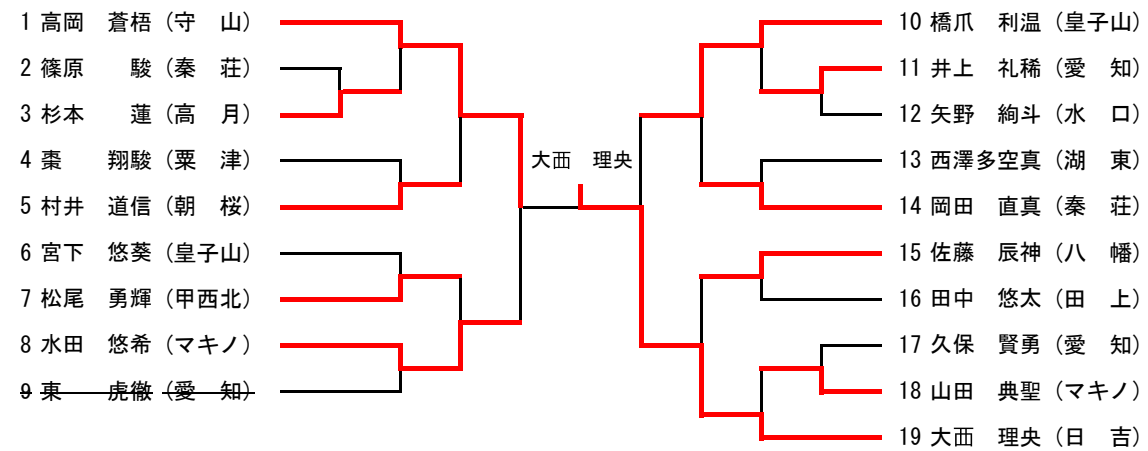 1 高岡　蒼梧（守　山）
2 篠原　　駿（秦　荘）
3 杉本　　蓮（高　月）
4 棗　　翔駿（粟　津）
5 村井　道信（朝　桜）
6 宮下　悠葵（皇子山）
7 松尾　勇輝（甲西北）
8 水田　悠希（マキノ）
9 東　　虎徹（愛　知）
大西　理央
10 橋爪　利温（皇子山）
11 井上　礼稀（愛　知）
12 矢野　絢斗（水　口）
13 西澤多空真（湖　東）
14 岡田　直真（秦　荘）
15 佐藤　辰神（八　幡）
16 田中　悠太（田　上）
17 久保　賢勇（愛　知）
18 山田　典聖（マキノ）
19 大西　理央（日　吉）